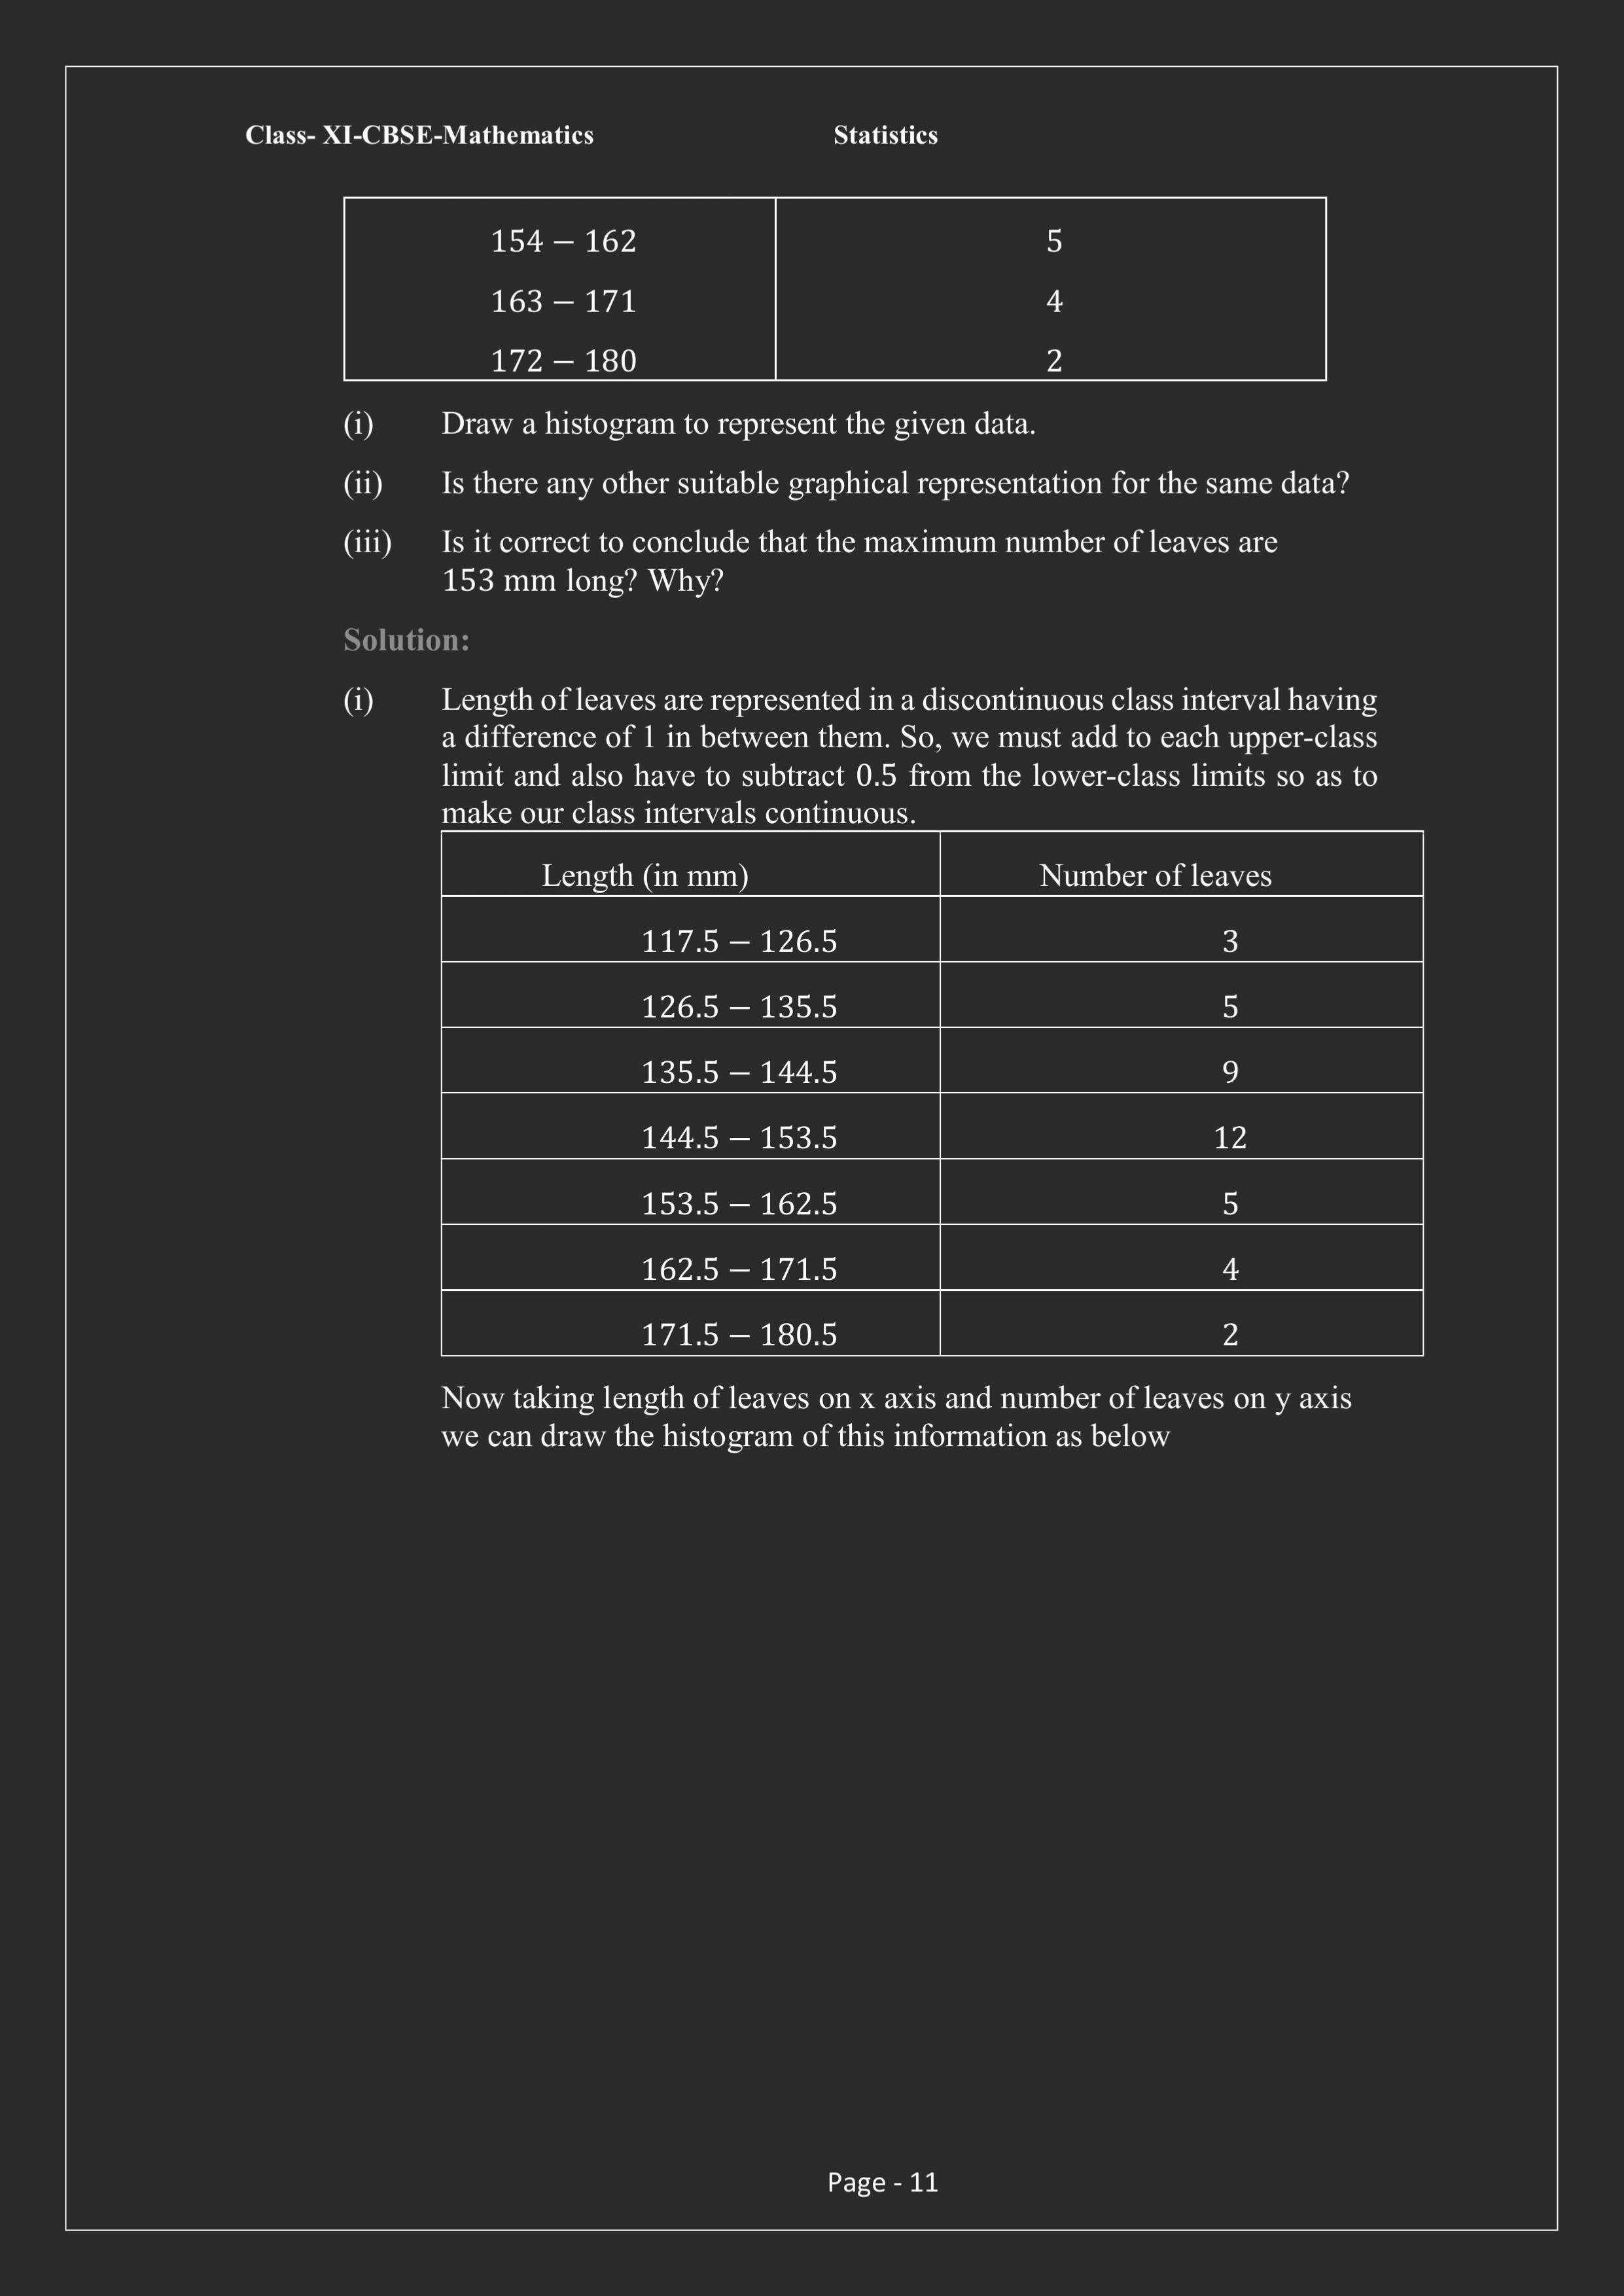 Class- XI-CBSE-Mathematics Statistics
154 – 162 5
163 – 171 4
172 – 180 2
(i) Draw a histogram to represent the given data.
(ii) Is there any other suitable graphical representation for the same data?
(iii) Is it correct to conclude that the maximum number of leaves are
153 mm long? Why?
Solution:
(i) Length of leaves are represented in a discontinuous class interval having
a difference of 1 in between them. So, we must add to each upper-class
limit and also have to subtract 0.5 from the lower-class limits so as to
make our class intervals continuous.
Length (in mm) Number of leaves
117.5 – 126.5 3
126.5 – 135.5 5
135.5 – 144.5 9
144.5 – 153.5 12
153.5 – 162.5 5
162.5 – 171.5 4
171.5 – 180.5 2
Now taking length of leaves on x axis and number of leaves on y axis
we can draw the histogram of this information as below
Page - 11